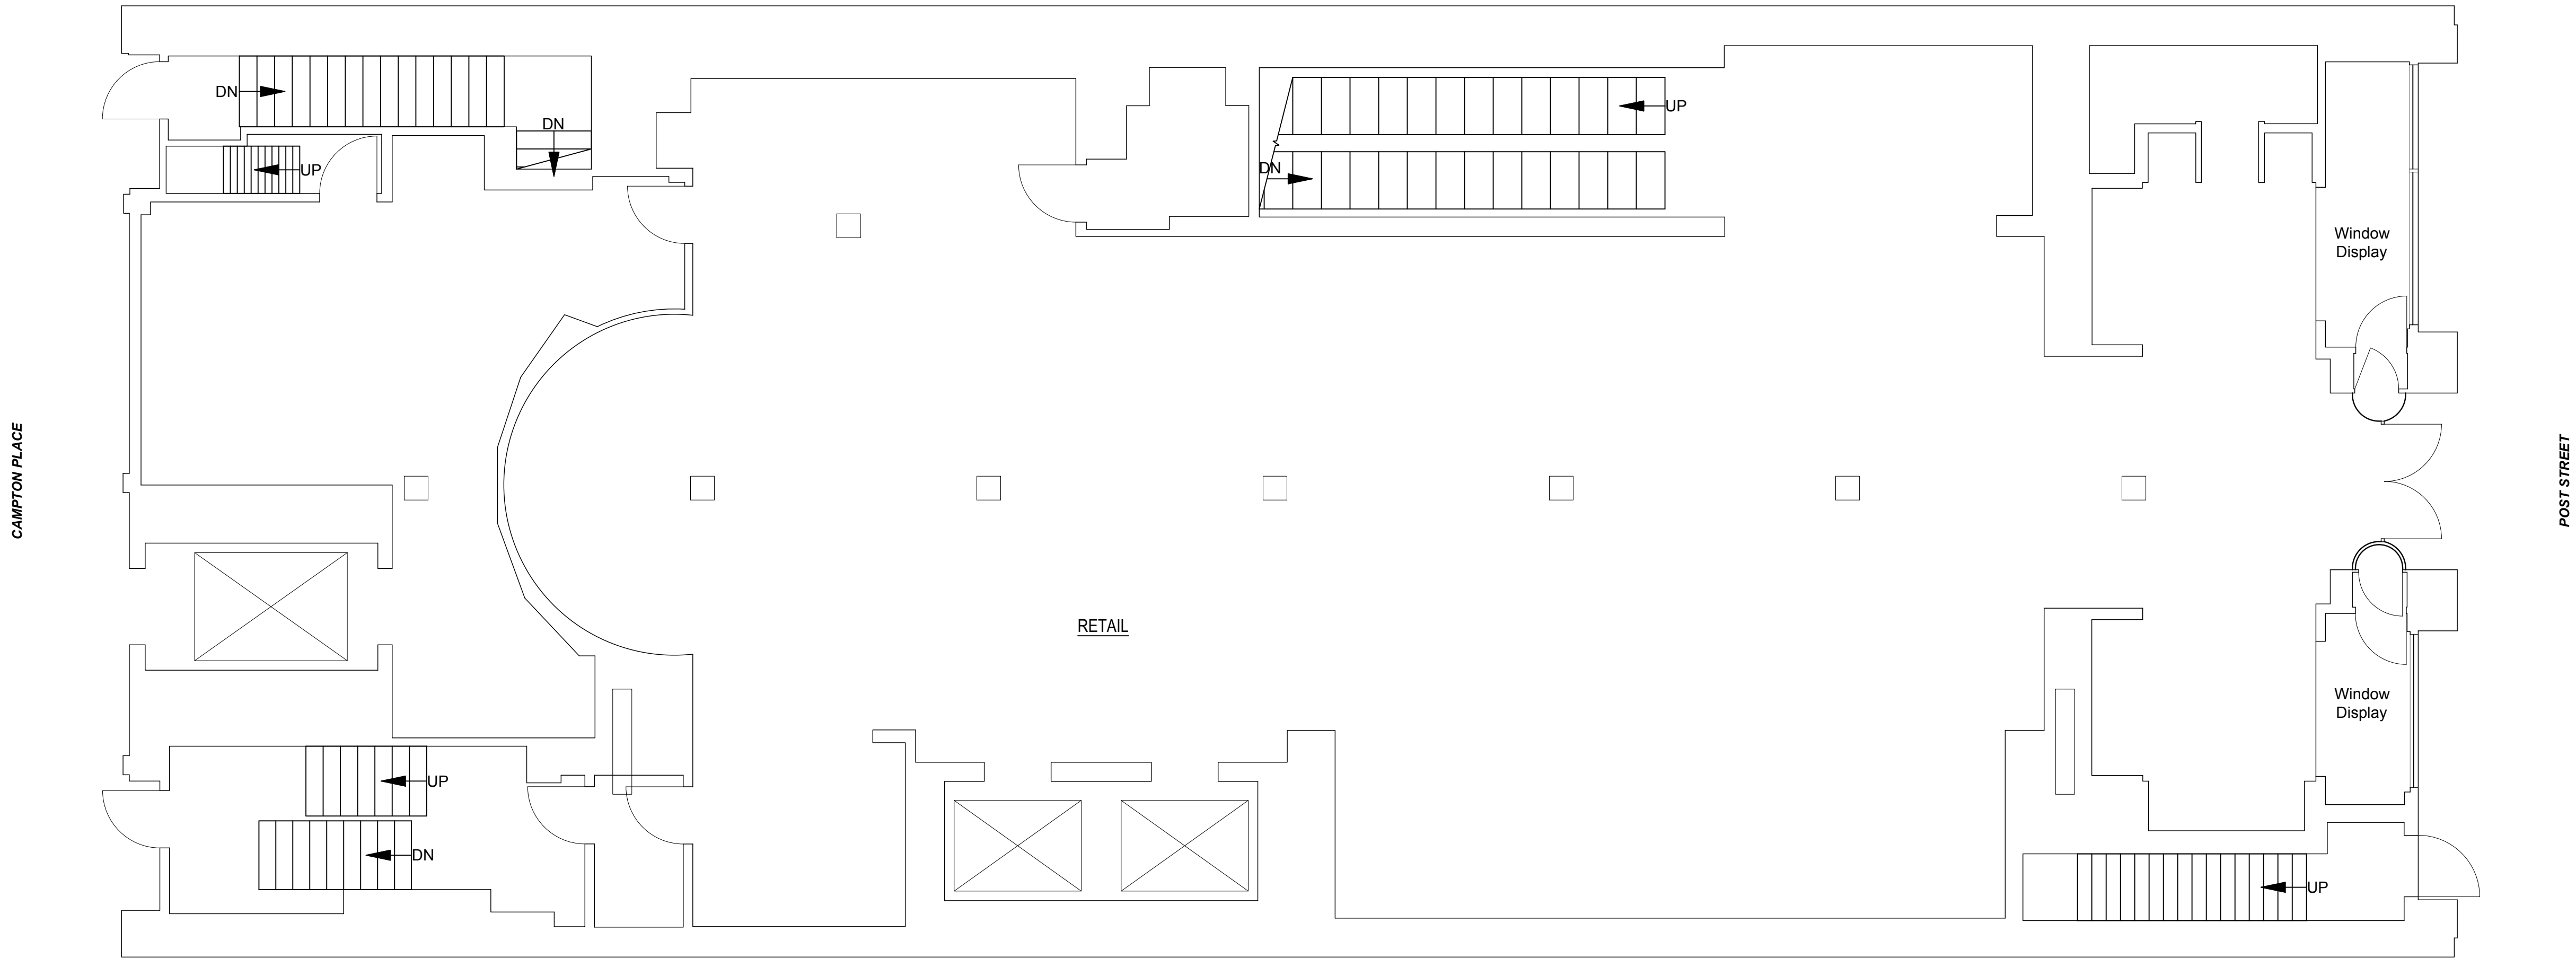 DN
DN
UP
UP
DN
Window
Display
CAMPTON PLACE
POST STREET
RETAIL
Window
Display
UP
DN
UP